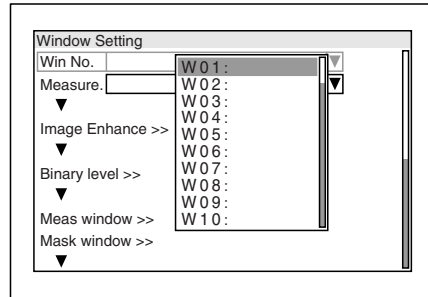 Window Setting
Win No.
Measure.
Image Enhance >>
Binary level >>
Meas window >>
Mask window >>
W01:
W02:
W03:
W04:
W05:
W06:
W07:
W08:
W09:
W10: